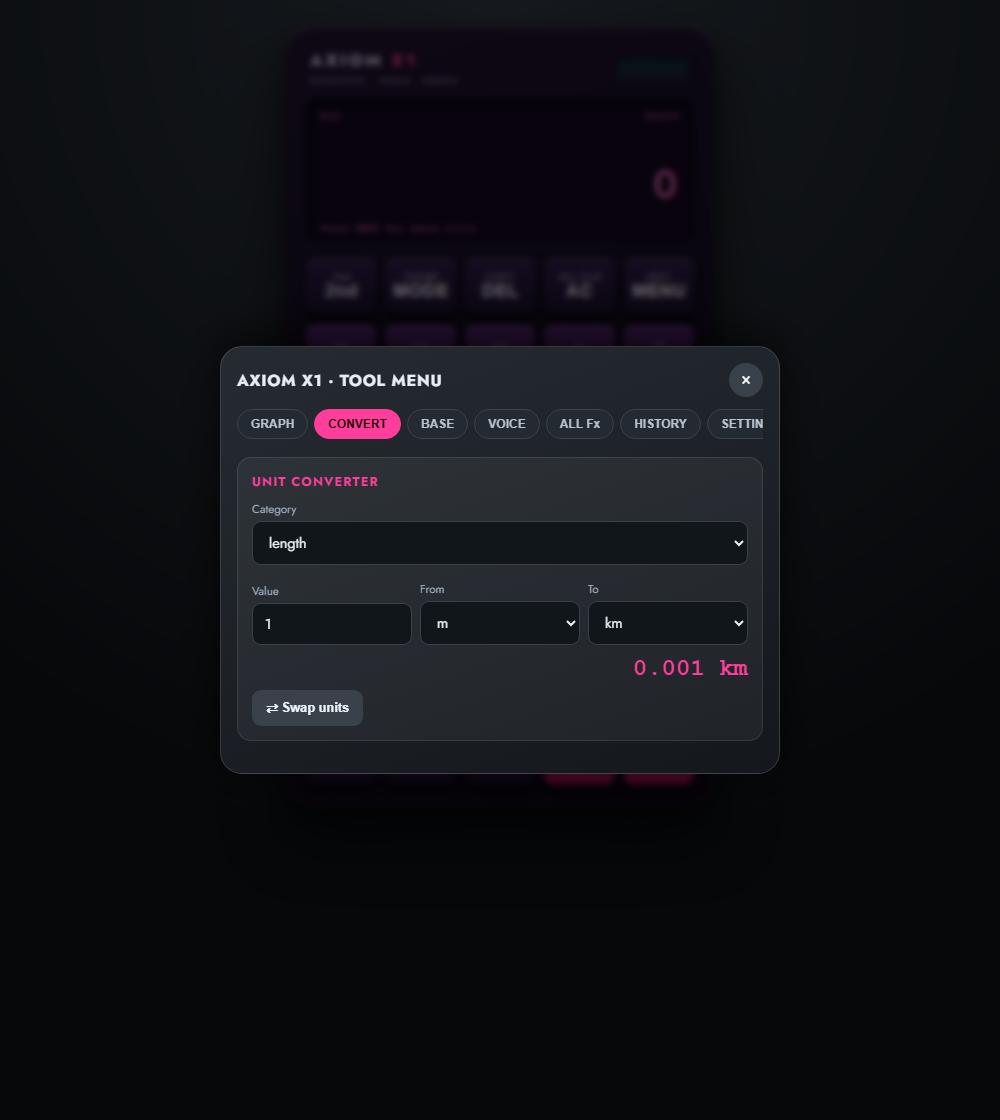 AXIOM X1
0
2nd
MODE
DEL
AC
MENU
AXIOM X1 · TOOL MENU
×
GRAPH
CONVERT
BASE
VOICE
ALL Fx
HISTORY
SETTIN
UNIT CONVERTER
Category
length
Value
From
To
1
m
km
0.001 km
⇄ Swap units